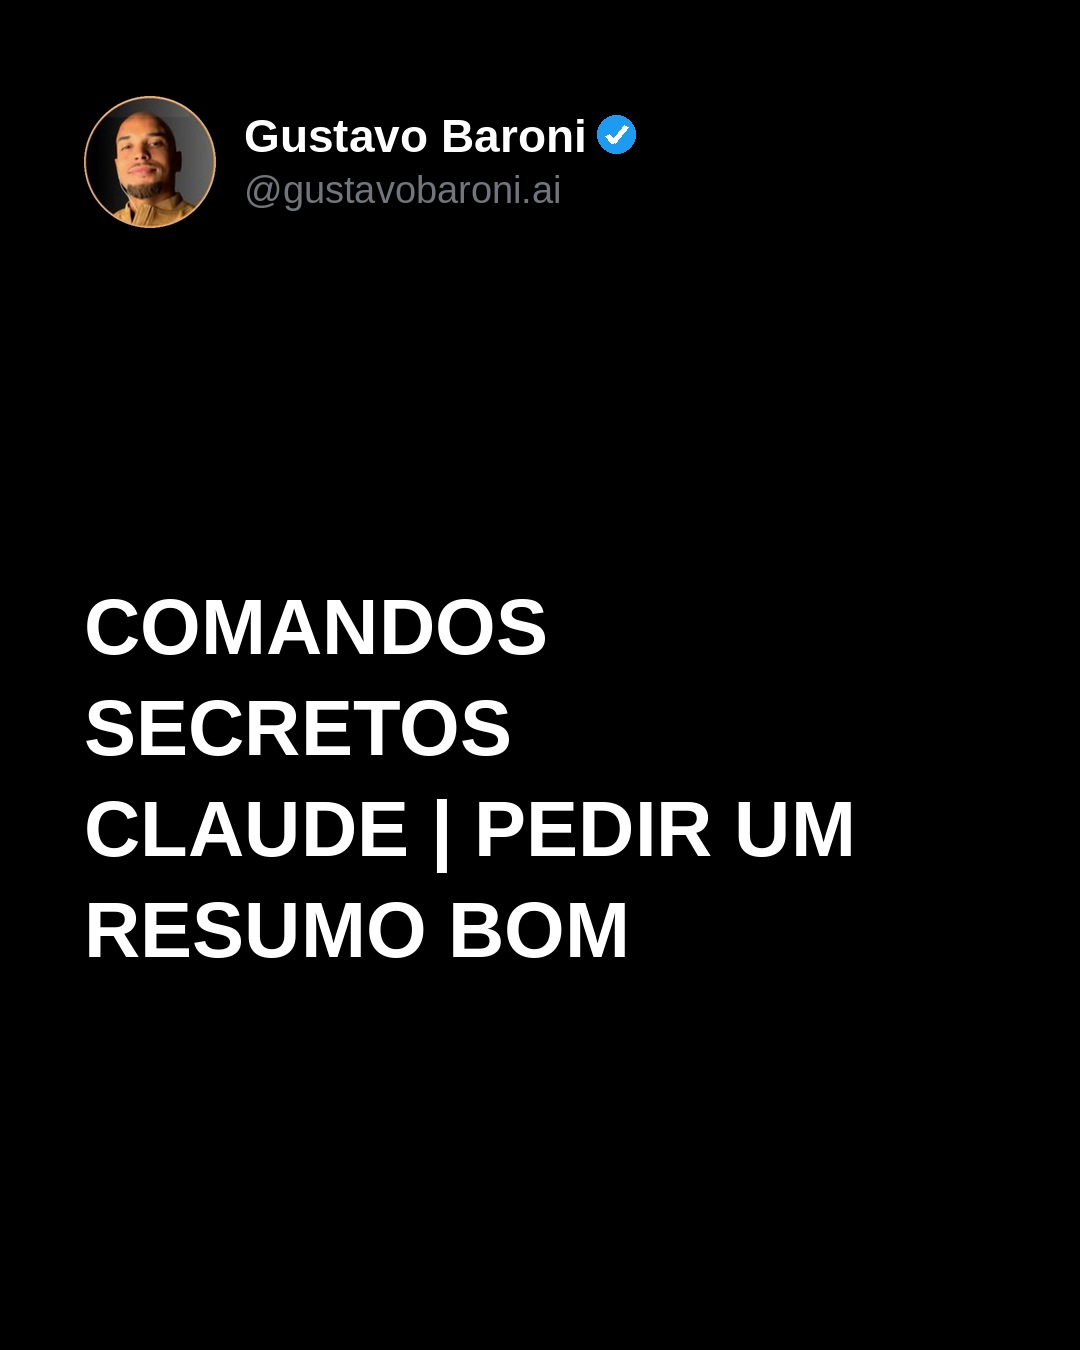 Gustavo Baroni
@gustavobaroni.ai
COMANDOS
SECRETOS
CLAUDE | PEDIR UM
RESUMO BOM